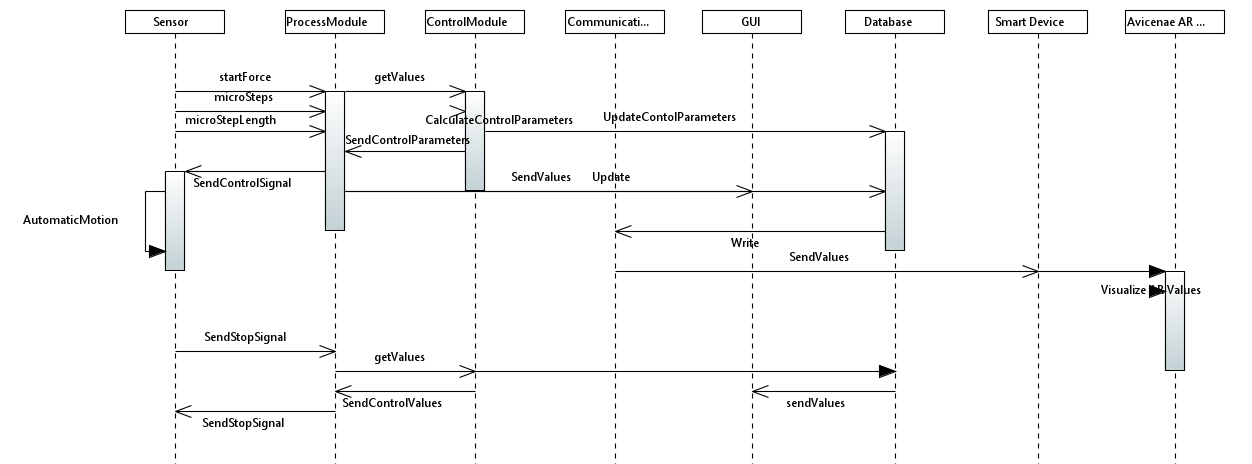 Sensor
ProcessModule
ControlModule
Communicati...
GUI
Database
Smart Device
Avicenae AR ...
startForce
getValues
microSteps
microStepLength
CalculateControlParameters
UpdateContolParameters
SendControlParameters
SendControlSignal
SendValues
Update
AutomaticMotion
Write
SendValues
Visualize AR Values
SendStopSignal
getValues
SendControlValues
sendValues
SendStopSignal